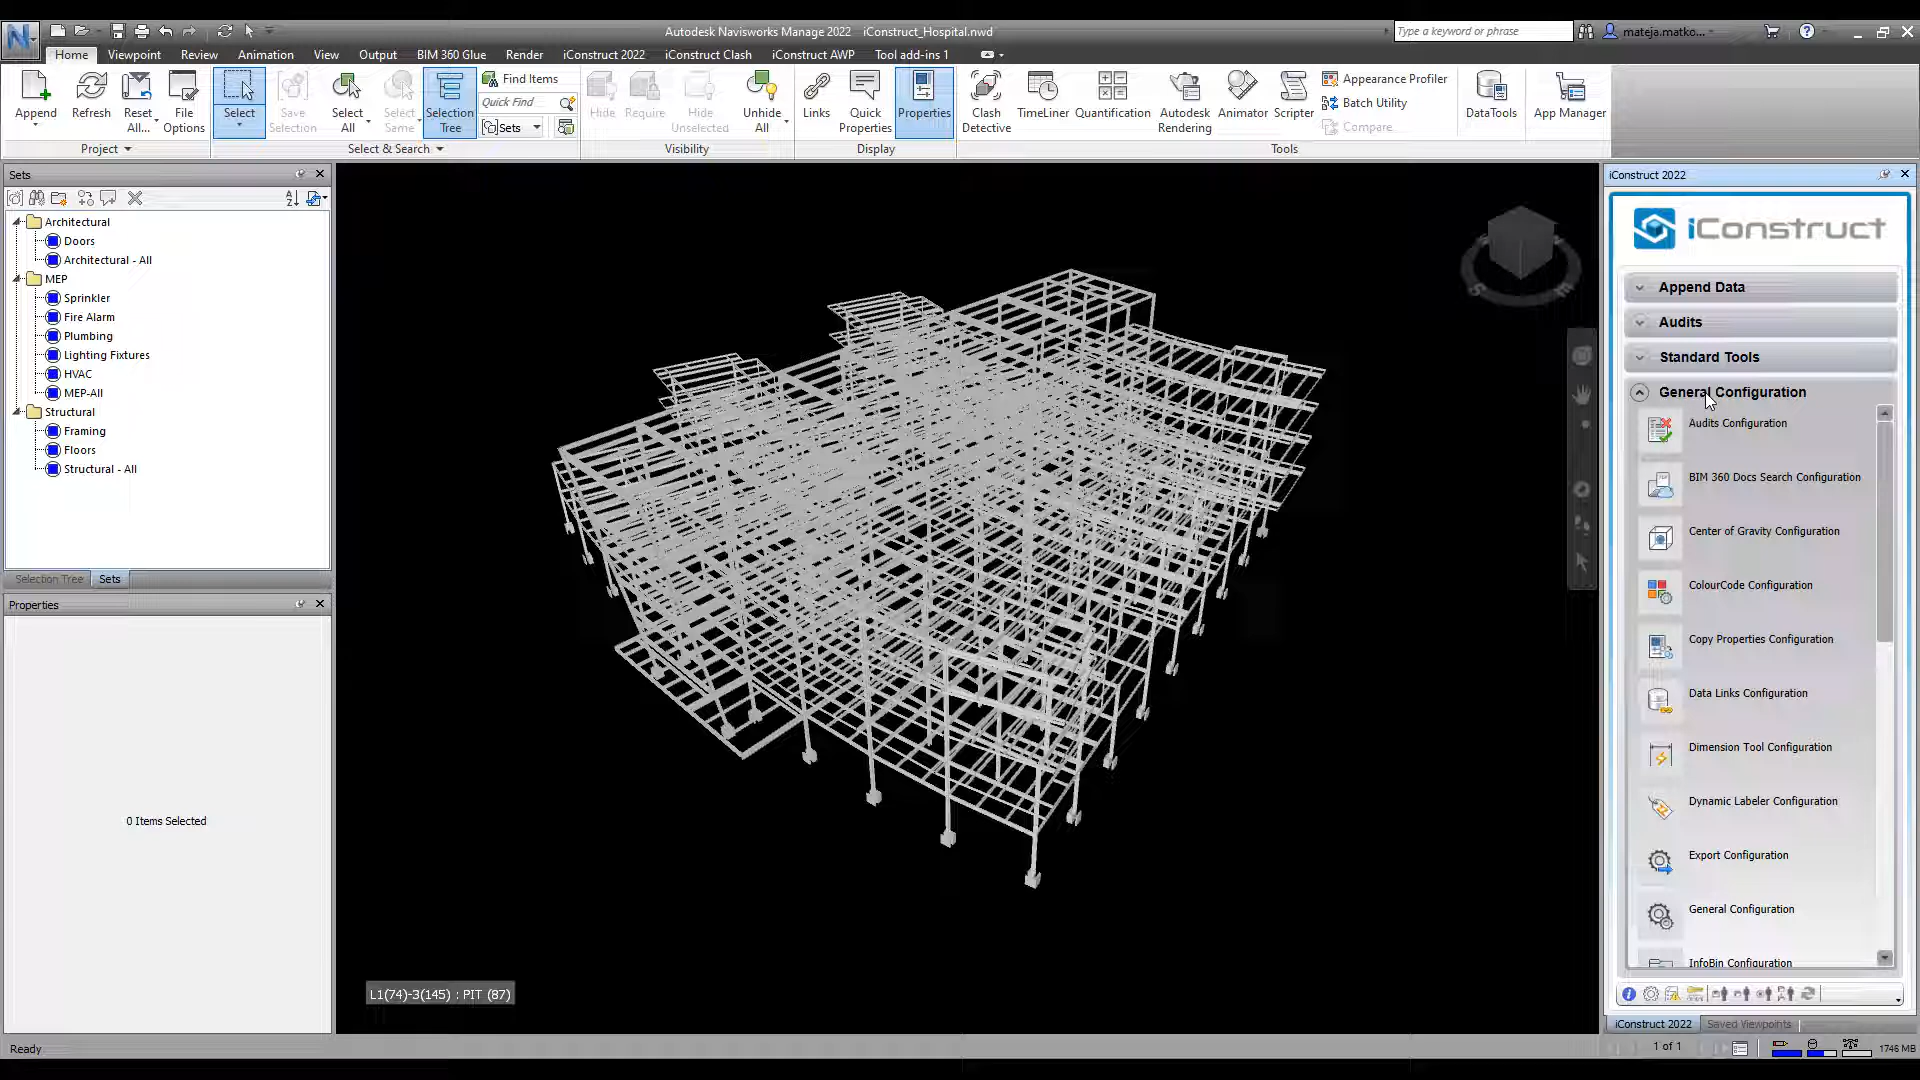 Autodesk Navisworks Manage 2022 iConstruct_Hospital.nwd
Type a keyword or phrase
mateja.matko...
Home Viewpoint Review Animation View Output BIM 360 Glue Render iConstruct 2022 iConstruct Clash iConstruct AWP Tool add-ins 1
Append
Refresh
Reset All...
File Options
Project
Select
Save Selection
Select All
Select Same
Selection Tree
Find Items
Quick Find
Sets
Select & Search
Hide
Require
Hide Unselected
Unhide All
Visibility
Links
Quick Properties
Properties
Display
Clash Detective
TimeLiner
Quantification
Autodesk Rendering
Animator
Scripter
Appearance Profiler
Batch Utility
Compare
Tools
DataTools
App Manager
Sets
Architectural
Doors
Architectural - All
MEP
Sprinkler
Fire Alarm
Plumbing
Lighting Fixtures
HVAC
MEP-All
Structural
Framing
Floors
Structural - All
Selection Tree Sets
Properties
0 Items Selected
L1(74)-3(145) : PIT (87)
iConstruct 2022
iConstruct
Append Data
Audits
Standard Tools
General Configuration
Audits Configuration
BIM 360 Docs Search Configuration
Center of Gravity Configuration
ColourCode Configuration
Copy Properties Configuration
Data Links Configuration
Dimension Tool Configuration
Dynamic Labeler Configuration
Export Configuration
General Configuration
InfoBin Configuration
iConstruct 2022 Saved Viewpoints
Ready
1 of 1
1746 MB